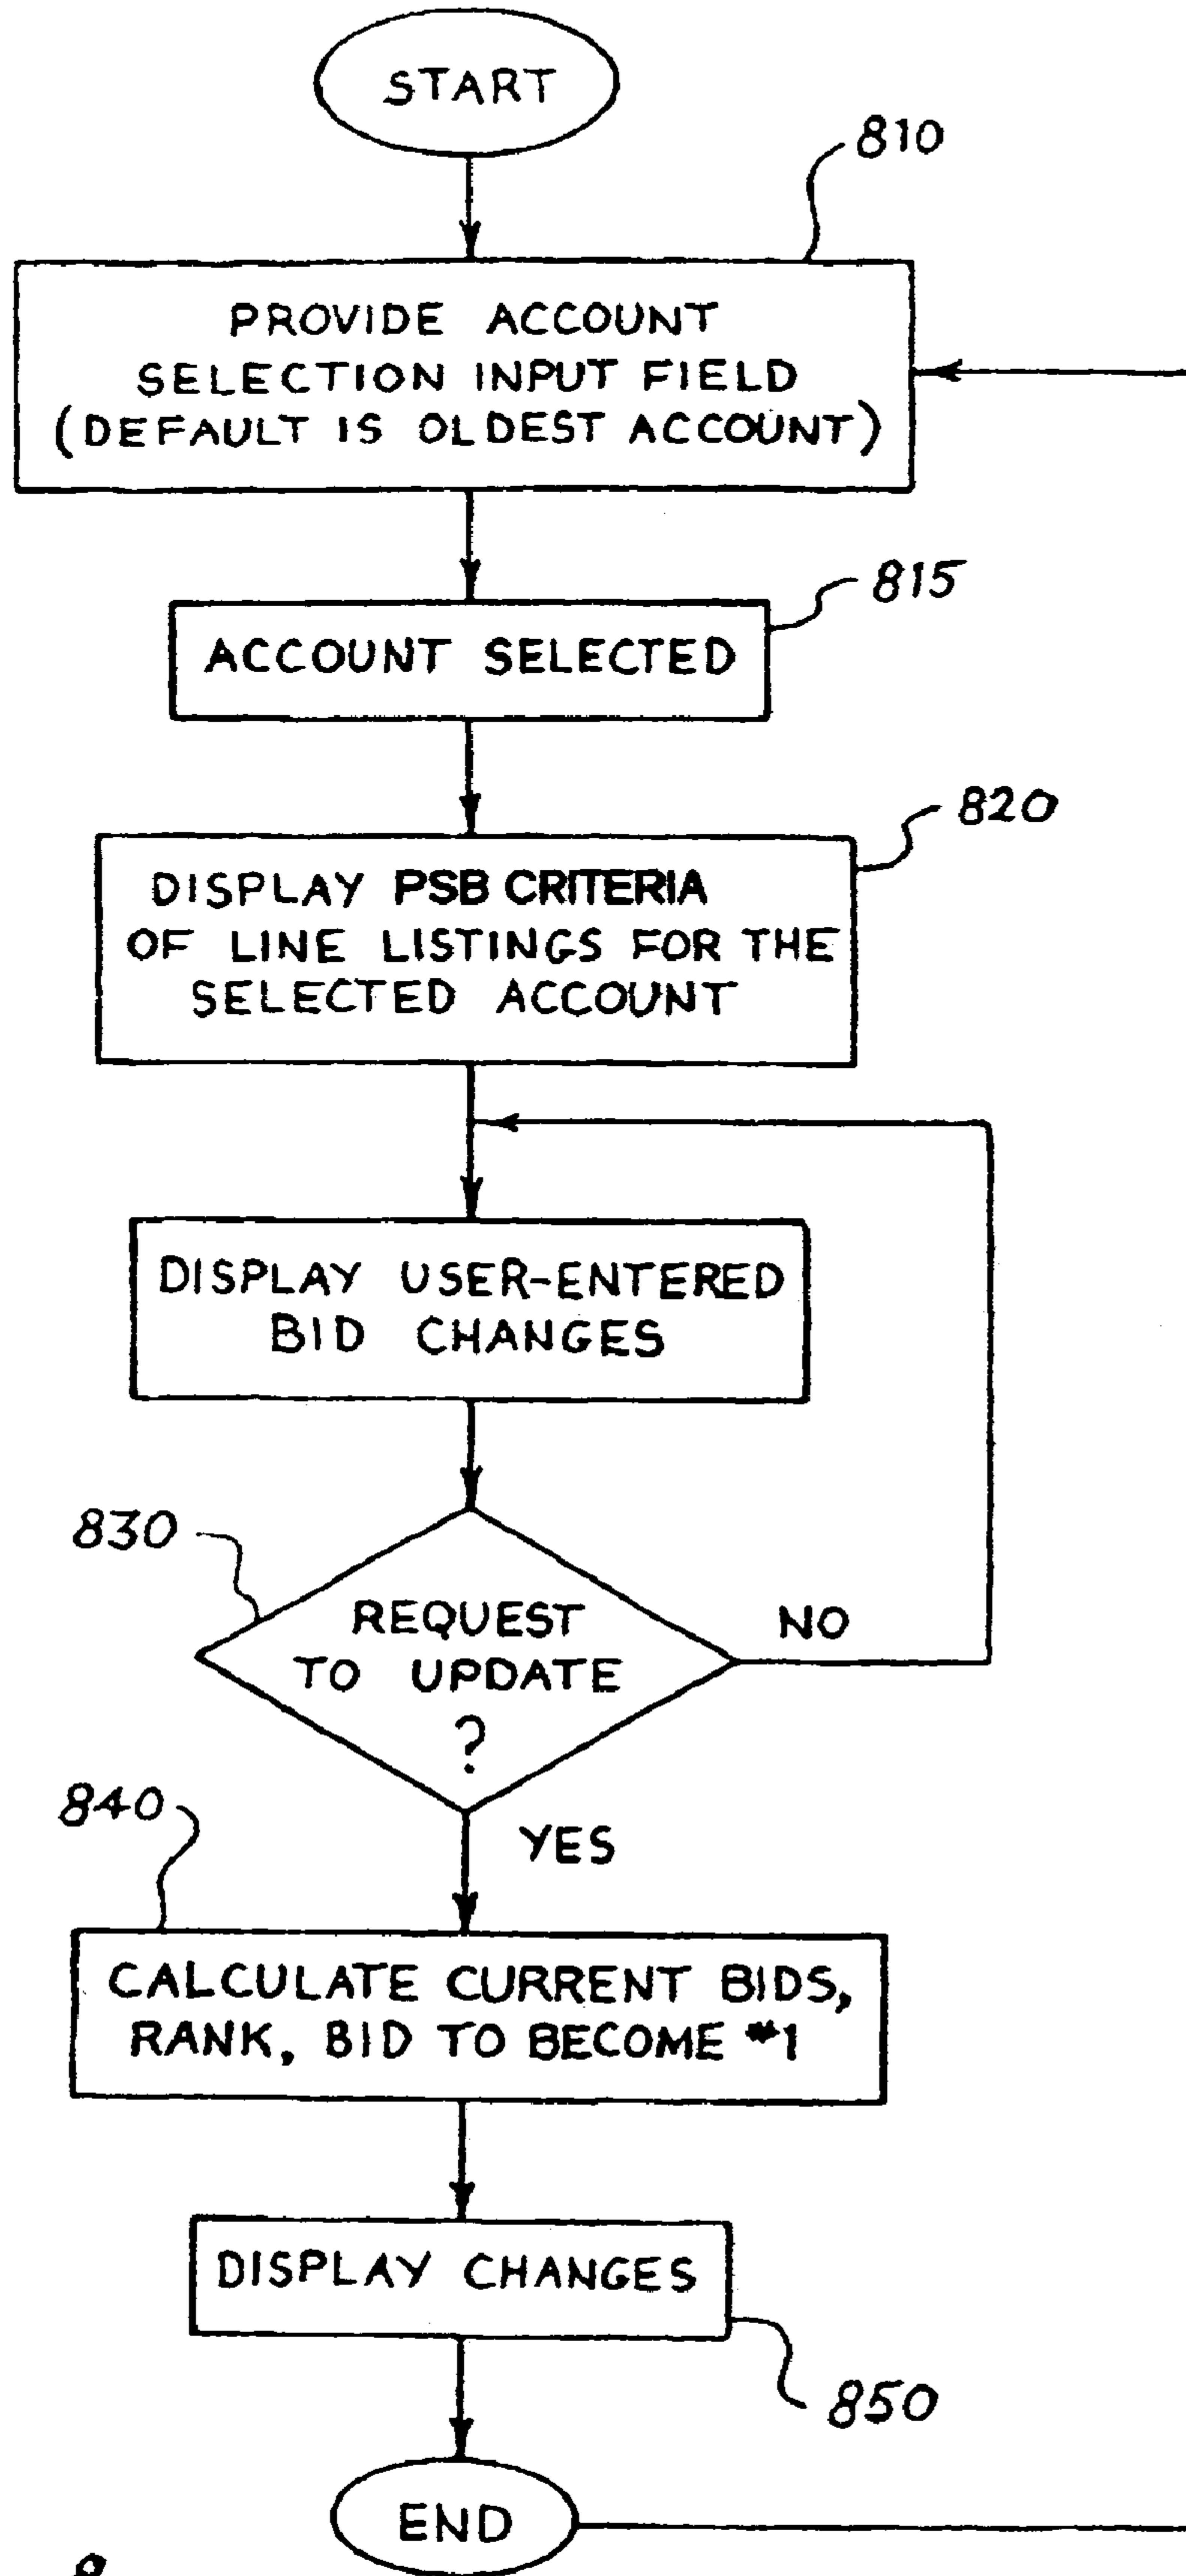 START
810
PROVIDE ACCOUNT
SELECTION INPUT FIELD
(DEFAULT IS OLDEST ACCOUNT)
815
ACCOUNT SELECTED
820
DISPLAY PSB CRITERIA
OF LINE LISTINGS FOR THE
SELECTED ACCOUNT
DISPLAY USER-ENTERED
BID CHANGES
830
REQUEST
TO UPDATE
?
NO
YES
840
CALCULATE CURRENT BIDS,
RANK, BID TO BECOME #1
DISPLAY CHANGES
850
END